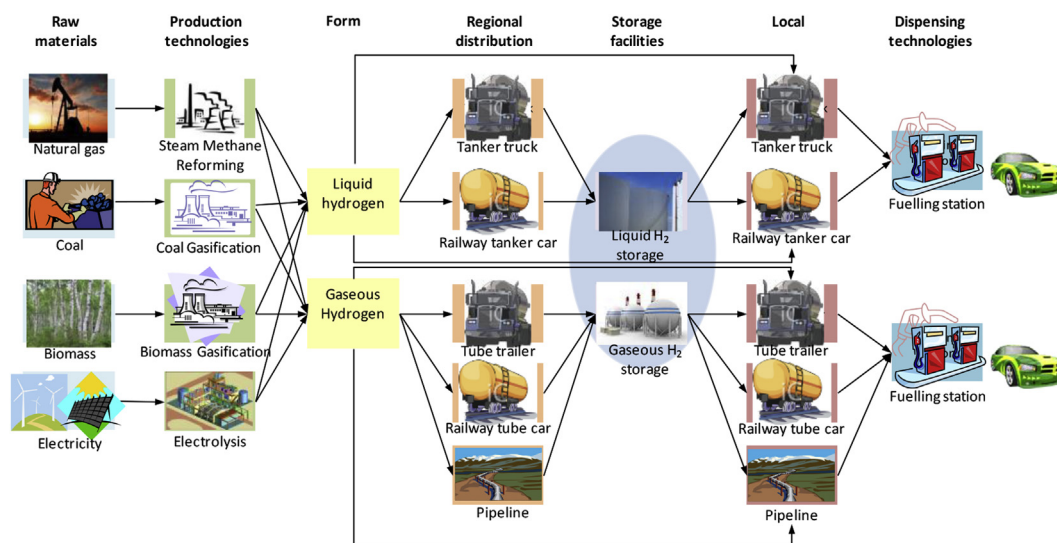 Raw
materials
Production
technologies
Form
Regional
distribution
Storage
facilities
Local
Dispensing
technologies
Natural gas
Steam Methane
Reforming
Tanker truck
Tanker truck
Liquid
hydrogen
Coal
Coal Gasification
Railway tanker car
Liquid H₂
storage
Railway tanker car
Fuelling station
Gaseous
Hydrogen
Biomass
Biomass Gasification
Tube trailer
Gaseous H₂
storage
Tube trailer
Fuelling station
Electricity
Electrolysis
Railway tube car
Railway tube car
Pipeline
Pipeline